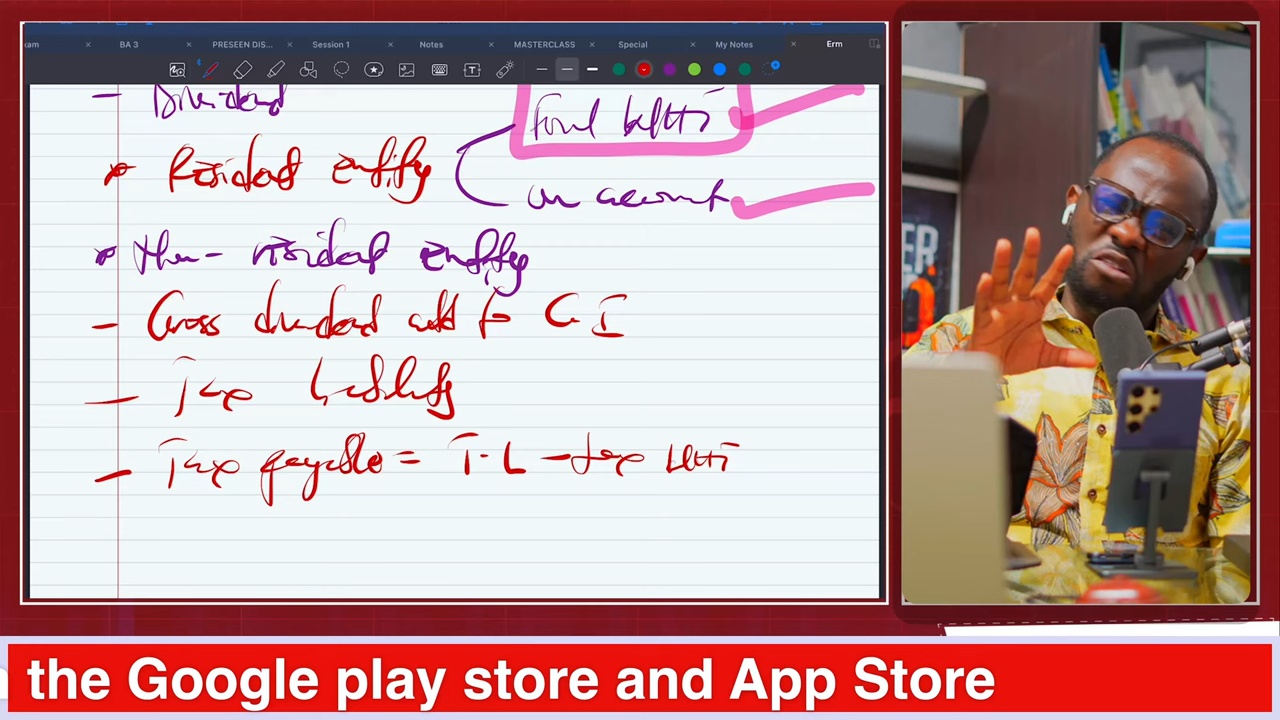 am BA 3 PRESEEN DIS... Session 1 Notes MASTERCLASS Special My Notes Erm
- Dividend
Final WHT
* Resident entity
on account
* Non-resident entity
- Gross dividend add to C I
- Tax liability
- Tax payable = T.L - tax WHT
the Google play store and App Store